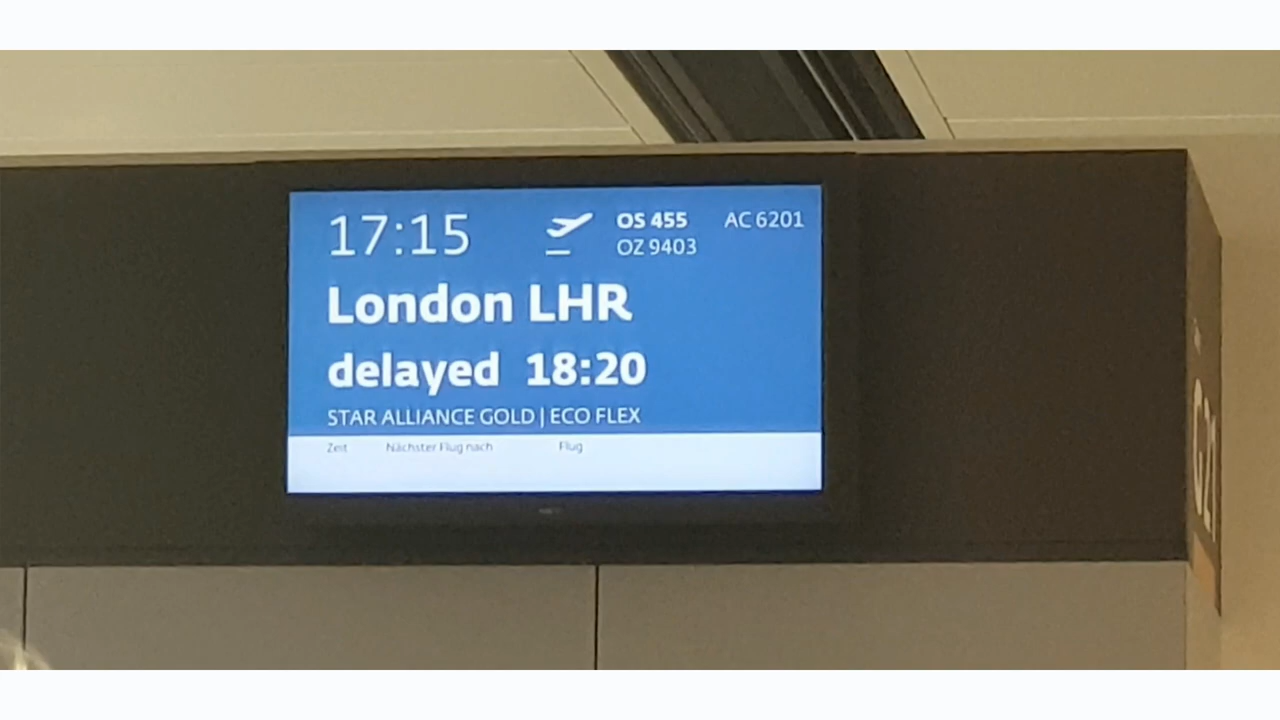 17:15 OS 455 AC 6201
OZ 9403
London LHR
delayed 18:20
STAR ALLIANCE GOLD | ECO FLEX
Zeit Nächster Flug nach Flug
G21